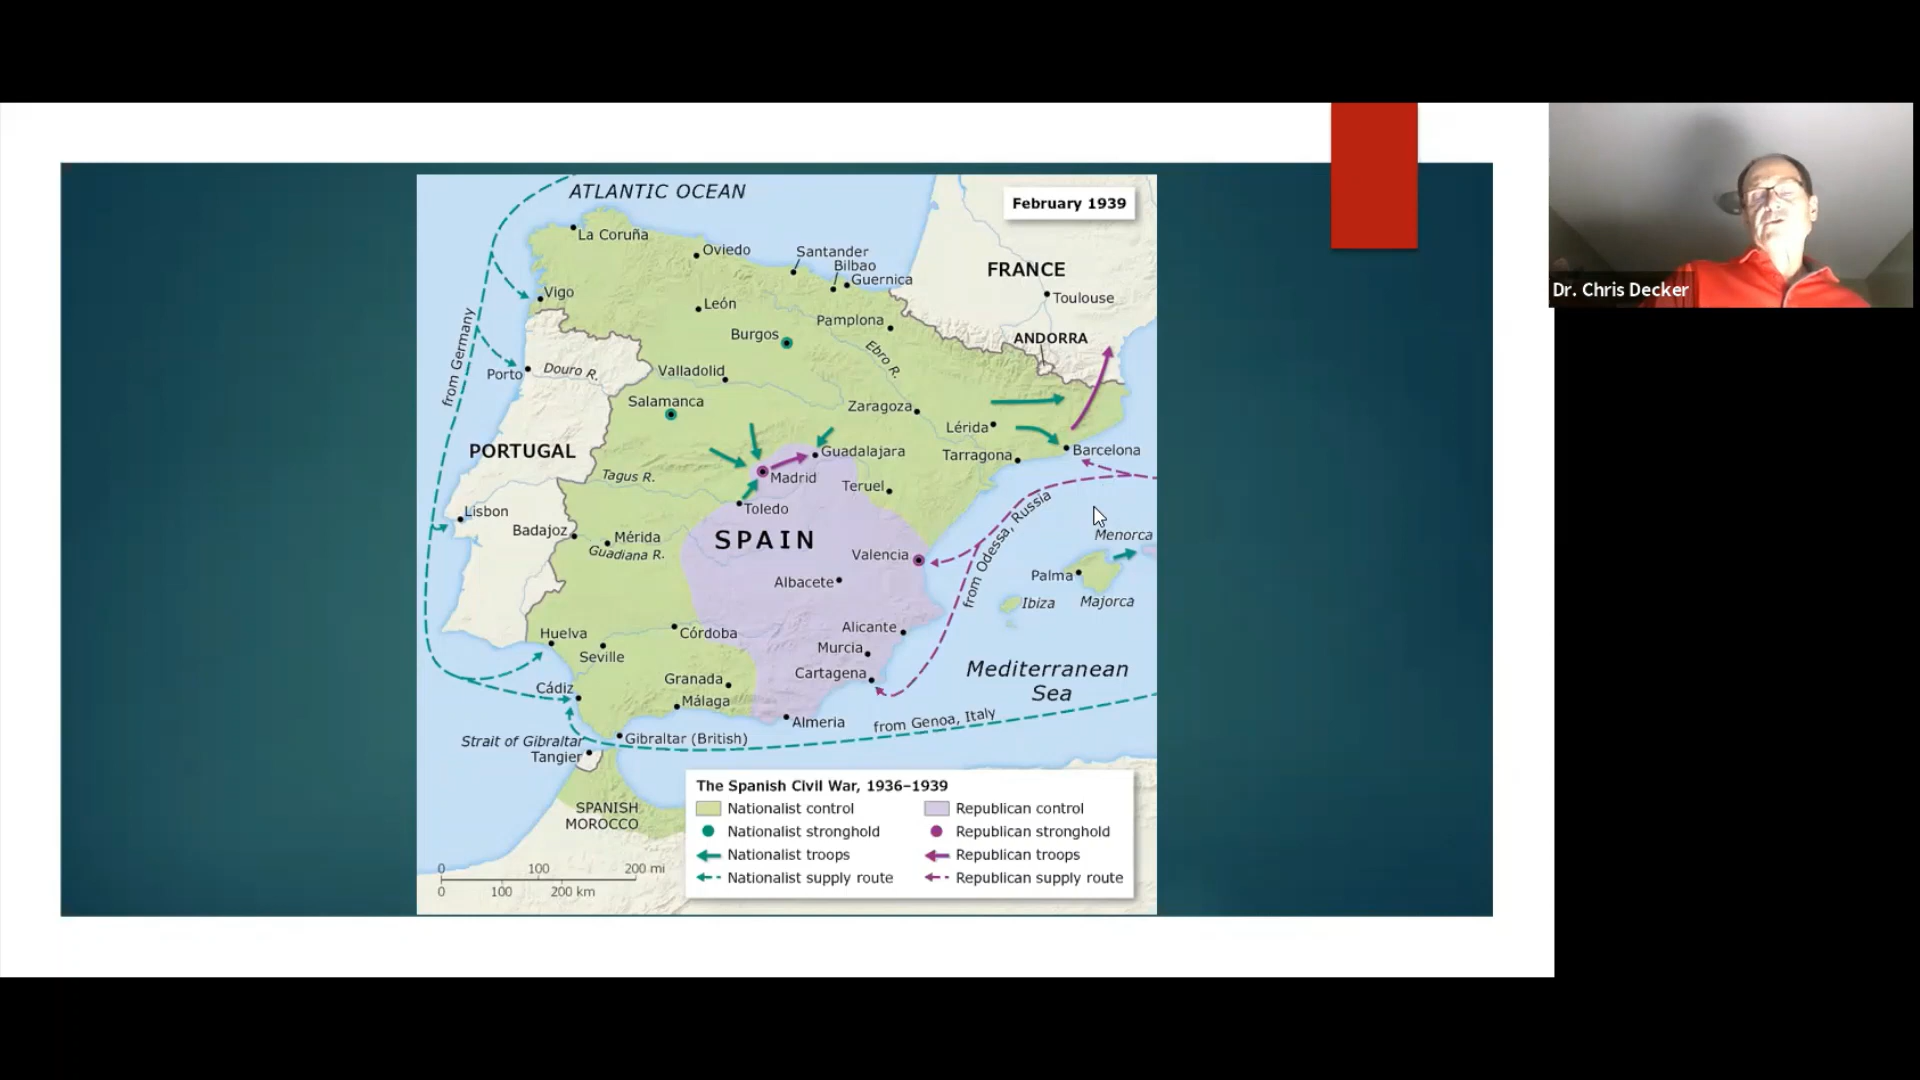 ATLANTIC OCEAN
February 1939
La Coruña
Oviedo
Santander
Bilbao
Guernica
FRANCE
Toulouse
Vigo
León
Pamplona
Burgos
ANDORRA
Ebro R.
from Germany
Porto
Douro R.
Valladolid
Salamanca
Zaragoza
Lérida
PORTUGAL
Guadalajara
Tarragona
Barcelona
Tagus R.
Madrid
Teruel
Toledo
Lisbon
Badajoz
Mérida
Guadiana R.
SPAIN
Valencia
from Odessa, Russia
Menorca
Albacete
Palma
Ibiza
Majorca
Huelva
Córdoba
Alicante
Seville
Murcia
Cartagena
Mediterranean
Sea
Cádiz
Granada
Málaga
Almeria
from Genoa, Italy
Strait of Gibraltar
Gibraltar (British)
Tangier
SPANISH
MOROCCO
The Spanish Civil War, 1936–1939
Nationalist control
Republican control
Nationalist stronghold
Republican stronghold
Nationalist troops
Republican troops
Nationalist supply route
Republican supply route
0 100 200 mi
0 100 200 km
Dr. Chris Decker